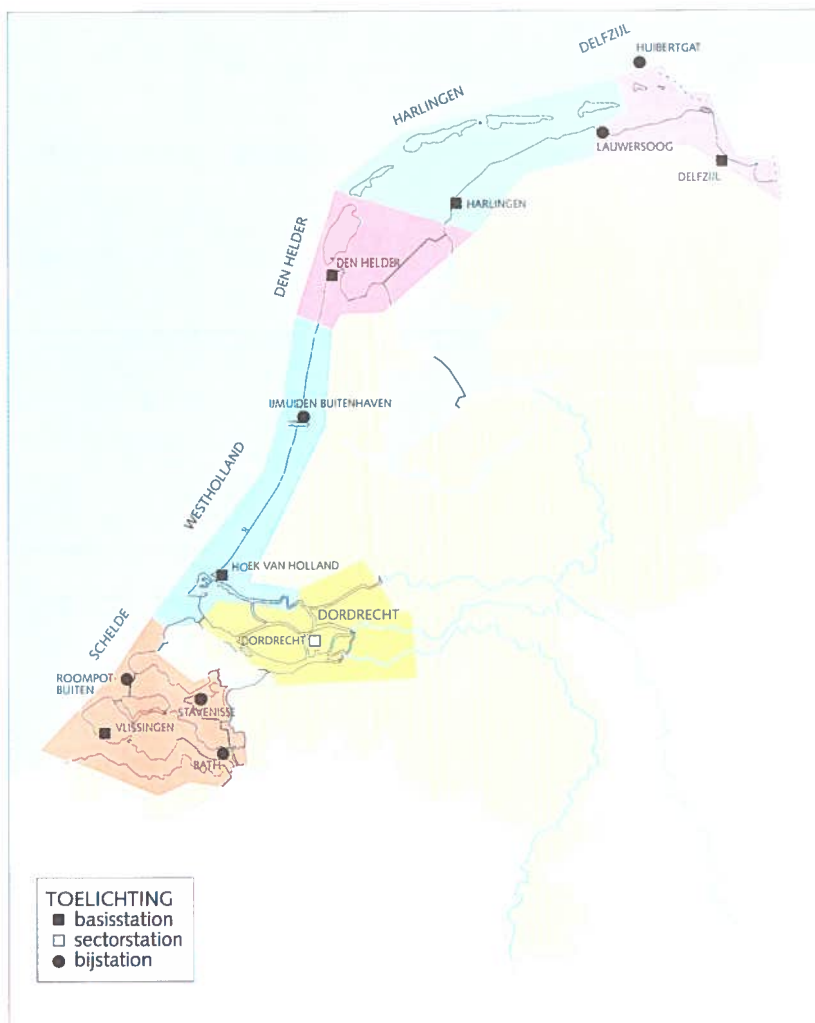 DELFZIJL
HUIBERTGAT
HARLINGEN
LAUWERSOOG
DELFZIJL
HARLINGEN
DEN HELDER
DEN HELDER
IJMUIDEN BUITENHAVEN
WESTHOLLAND
HOEK VAN HOLLAND
DORDRECHT
DORDRECHT
SCHELDE
ROOMPOT-
BUITEN
STAVENISSE
VLISSINGEN
BATH
TOELICHTING
basisstation
sectorstation
bijstation